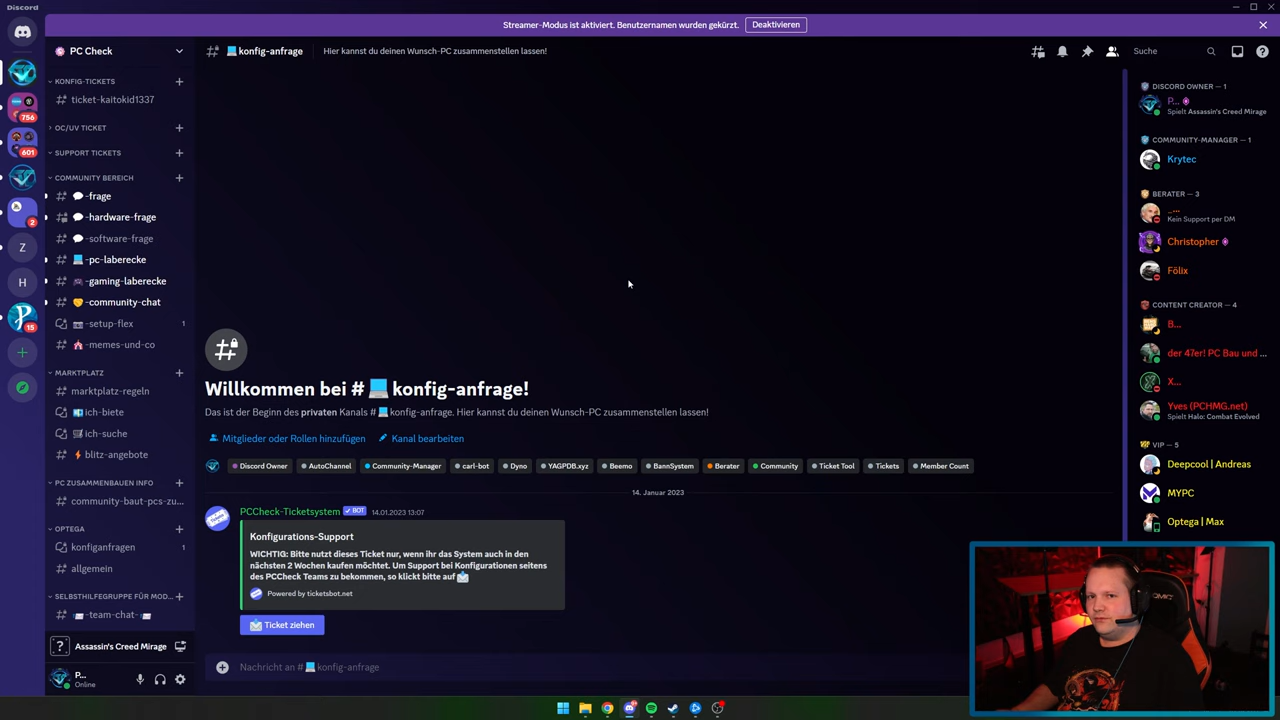 Discord
Streamer-Modus ist aktiviert. Benutzernamen wurden gekürzt.
Deaktivieren
PC Check
KONFIG-TICKETS
ticket-kaitokid1337
OC/UV TICKET
SUPPORT TICKETS
COMMUNITY BEREICH
-frage
-hardware-frage
-software-frage
-pc-laberecke
-gaming-laberecke
-community-chat
-setup-flex 1
-memes-und-co
MARKTPLATZ
marktplatz-regeln
ich-biete
ich-suche
blitz-angebote
PC ZUSAMMENBAUEN INFO
community-baut-pcs-zu...
OPTEGA
konfiganfragen 1
allgemein
SELBSTHILFEGRUPPE FÜR MOD...
-team-chat-
Assassin's Creed Mirage
P...
Online
756
601
2
Z
H
15
konfig-anfrage
Hier kannst du deinen Wunsch-PC zusammenstellen lassen!
Suche
Willkommen bei # konfig-anfrage!
Das ist der Beginn des privaten Kanals # konfig-anfrage. Hier kannst du deinen Wunsch-PC zusammenstellen lassen!
Mitglieder oder Rollen hinzufügen
Kanal bearbeiten
Discord Owner AutoChannel Community-Manager carl-bot Dyno YAGPDB.xyz Beemo BannSystem Berater Community Ticket Tool Tickets Member Count
14. Januar 2023
PCCheck-Ticketsystem BOT 14.01.2023 13:07
Konfigurations-Support
WICHTIG: Bitte nutzt dieses Ticket nur, wenn ihr das System auch in den
nächsten 2 Wochen kaufen möchtet. Um Support bei Konfigurationen seitens
des PCCheck Teams zu bekommen, so klickt bitte auf
Powered by ticketsbot.net
Ticket ziehen
Nachricht an # konfig-anfrage
DISCORD OWNER — 1
P...
Spielt Assassin's Creed Mirage
COMMUNITY-MANAGER — 1
Krytec
BERATER — 3
_...
Kein Support per DM
Christopher
Fölix
CONTENT CREATOR — 4
B...
der 47er! PC Bau und ...
X...
Yves (PCHMG.net)
Spielt Halo: Combat Evolved
VIP — 5
Deepcool | Andreas
MYPC
Optega | Max